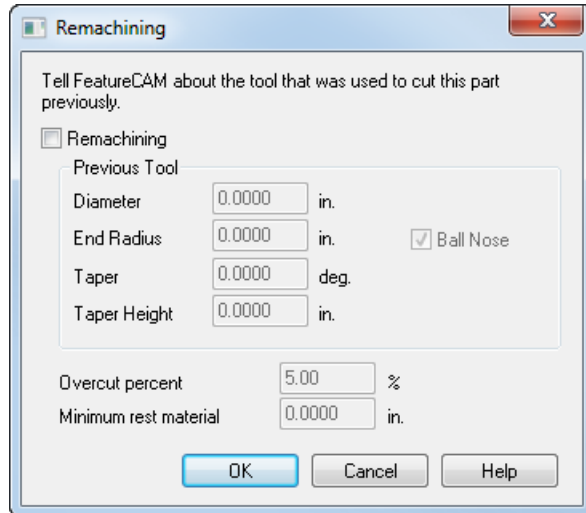 Remachining
Tell FeatureCAM about the tool that was used to cut this part
previously.
Remachining
Previous Tool
Diameter 0.0000 in.
End Radius 0.0000 in. Ball Nose
Taper 0.0000 deg.
Taper Height 0.0000 in.
Overcut percent 5.00 %
Minimum rest material 0.0000 in.
OK Cancel Help